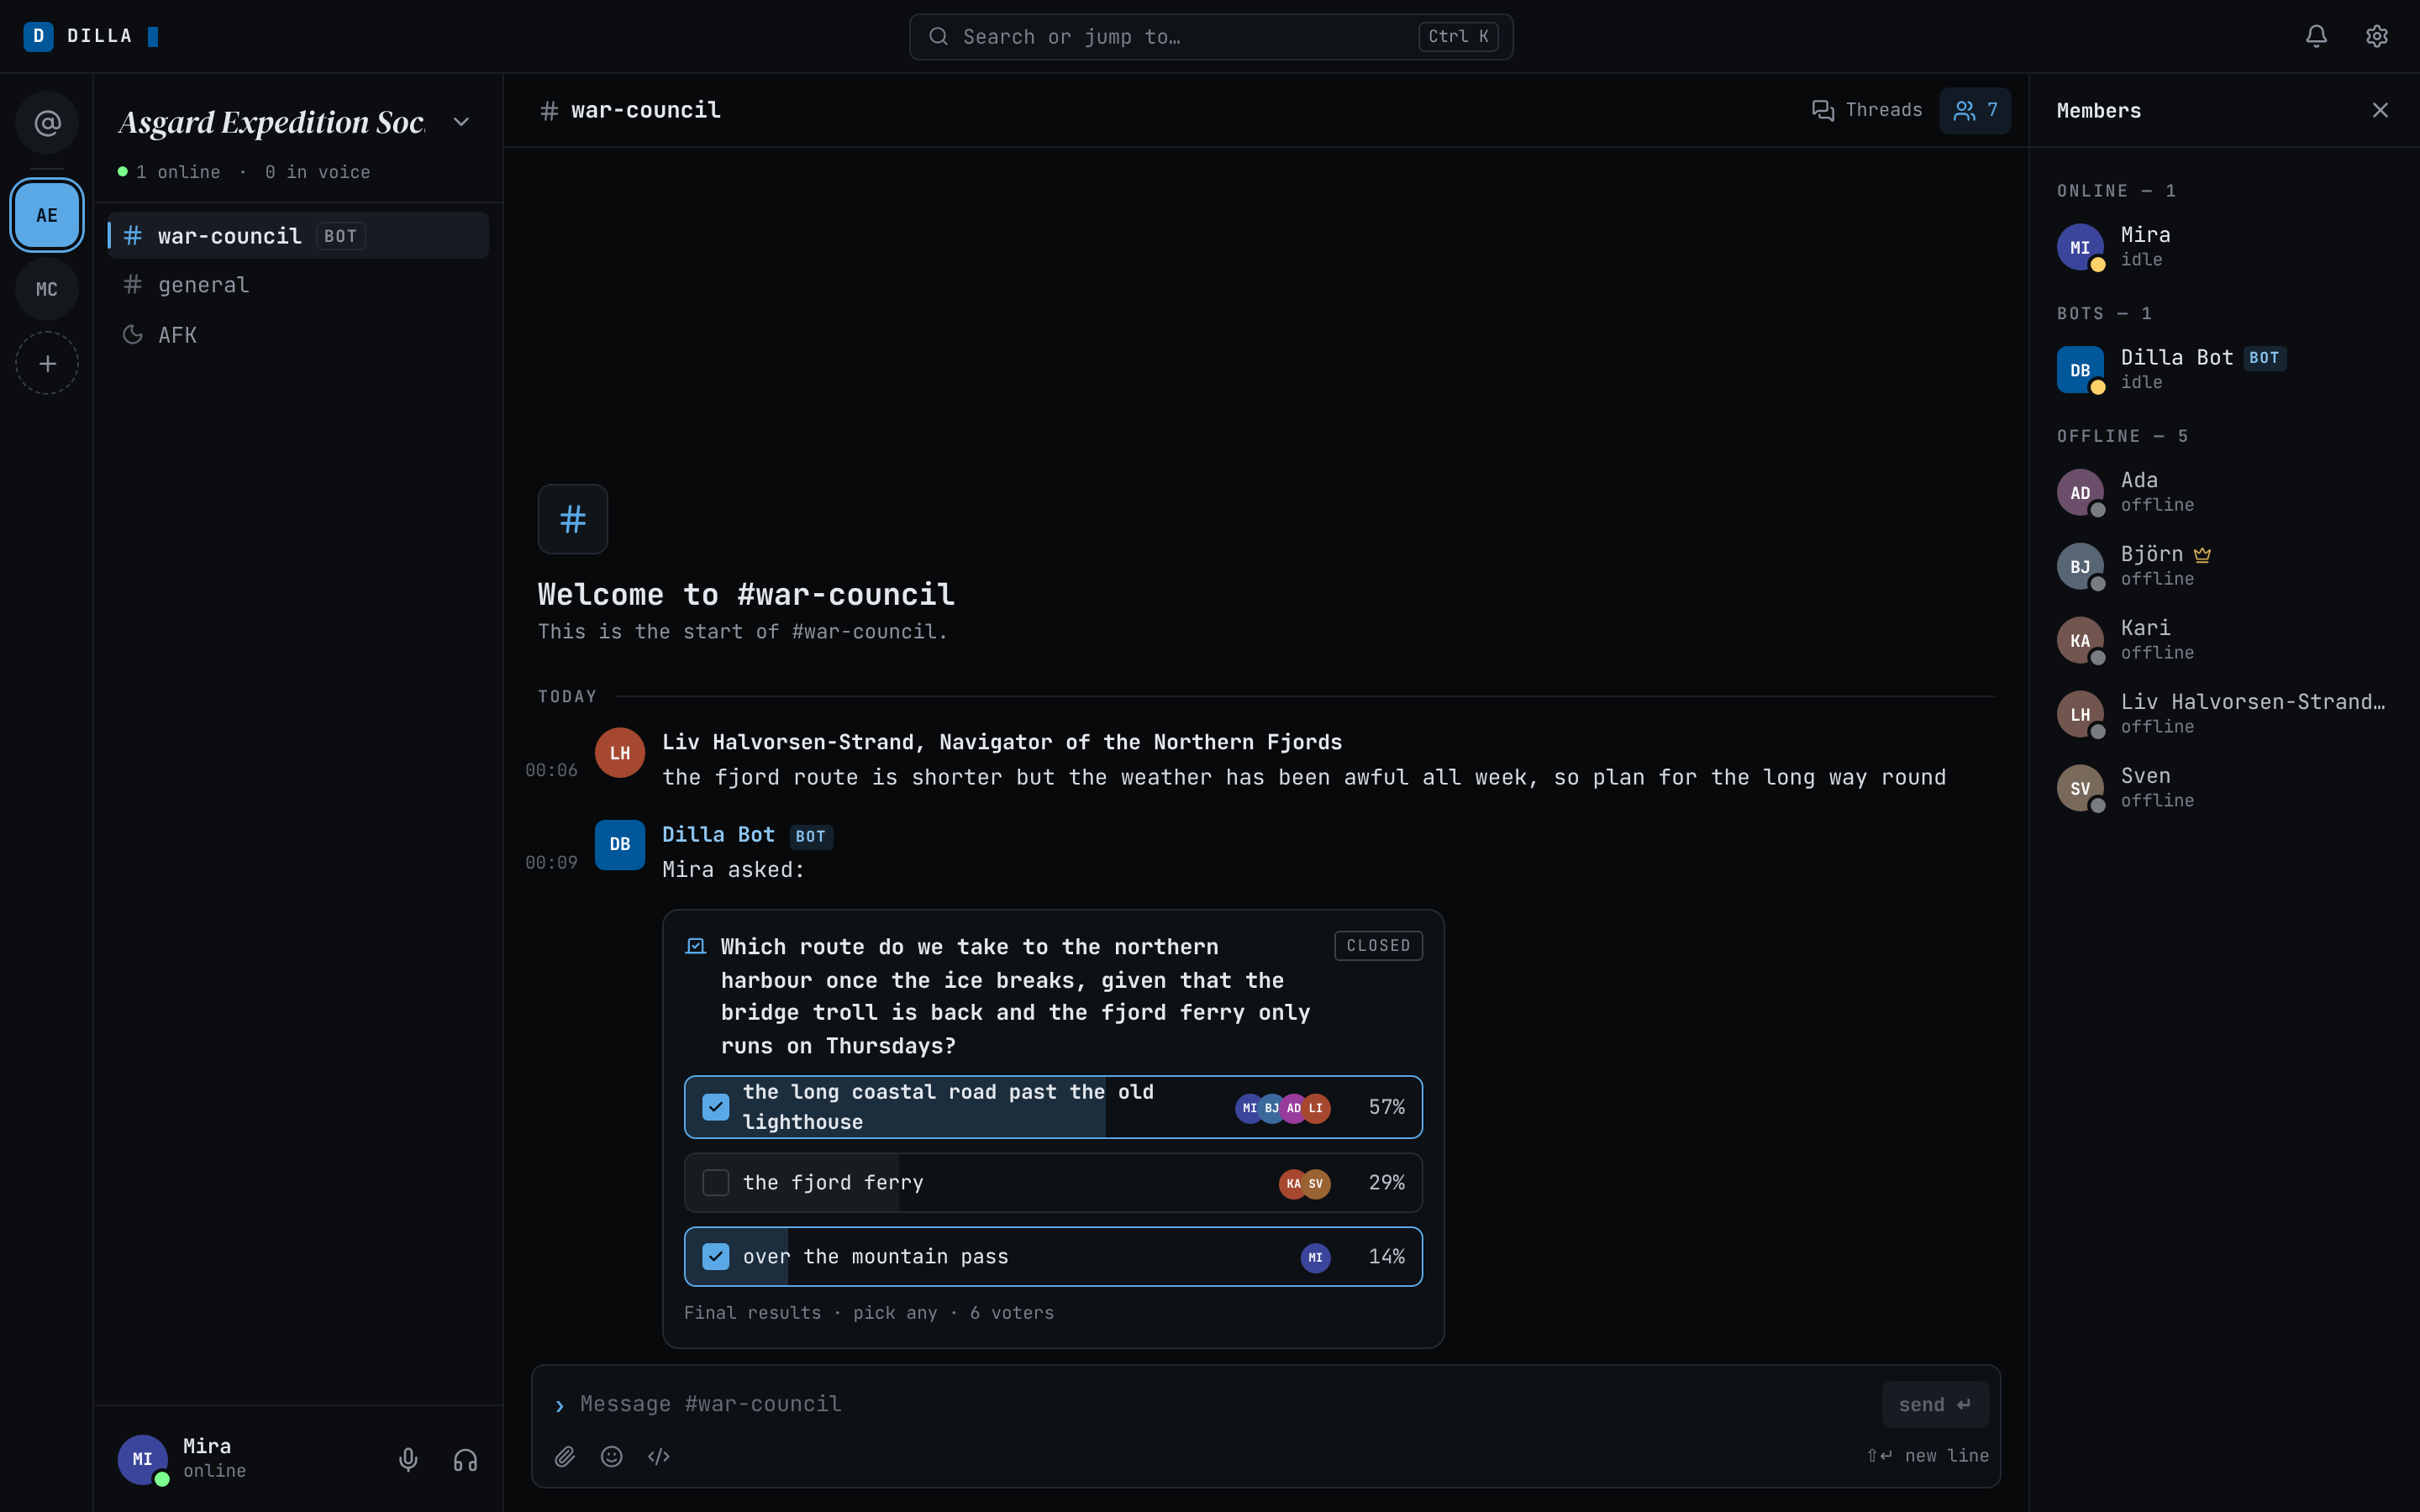 D DILLA
Search or jump to… Ctrl K
Asgard Expedition Soc
1 online · 0 in voice
AE
MC
war-council BOT
general
AFK
Mira
MI
online
war-council
Threads 7
Welcome to #war-council
This is the start of #war-council.
TODAY
LH Liv Halvorsen-Strand, Navigator of the Northern Fjords
00:06 the fjord route is shorter but the weather has been awful all week, so plan for the long way round
DB Dilla Bot BOT
00:09 Mira asked:
Which route do we take to the northern CLOSED
harbour once the ice breaks, given that the
bridge troll is back and the fjord ferry only
runs on Thursdays?
the long coastal road past the old
lighthouse
MI BJ AD LI 57%
the fjord ferry KA SV 29%
over the mountain pass MI 14%
Final results · pick any · 6 voters
› Message #war-council send ↵
⇧↵ new line
Members
ONLINE — 1
MI Mira
idle
BOTS — 1
DB Dilla Bot BOT
idle
OFFLINE — 5
AD Ada
offline
BJ Björn
offline
KA Kari
offline
LH Liv Halvorsen-Strand…
offline
SV Sven
offline